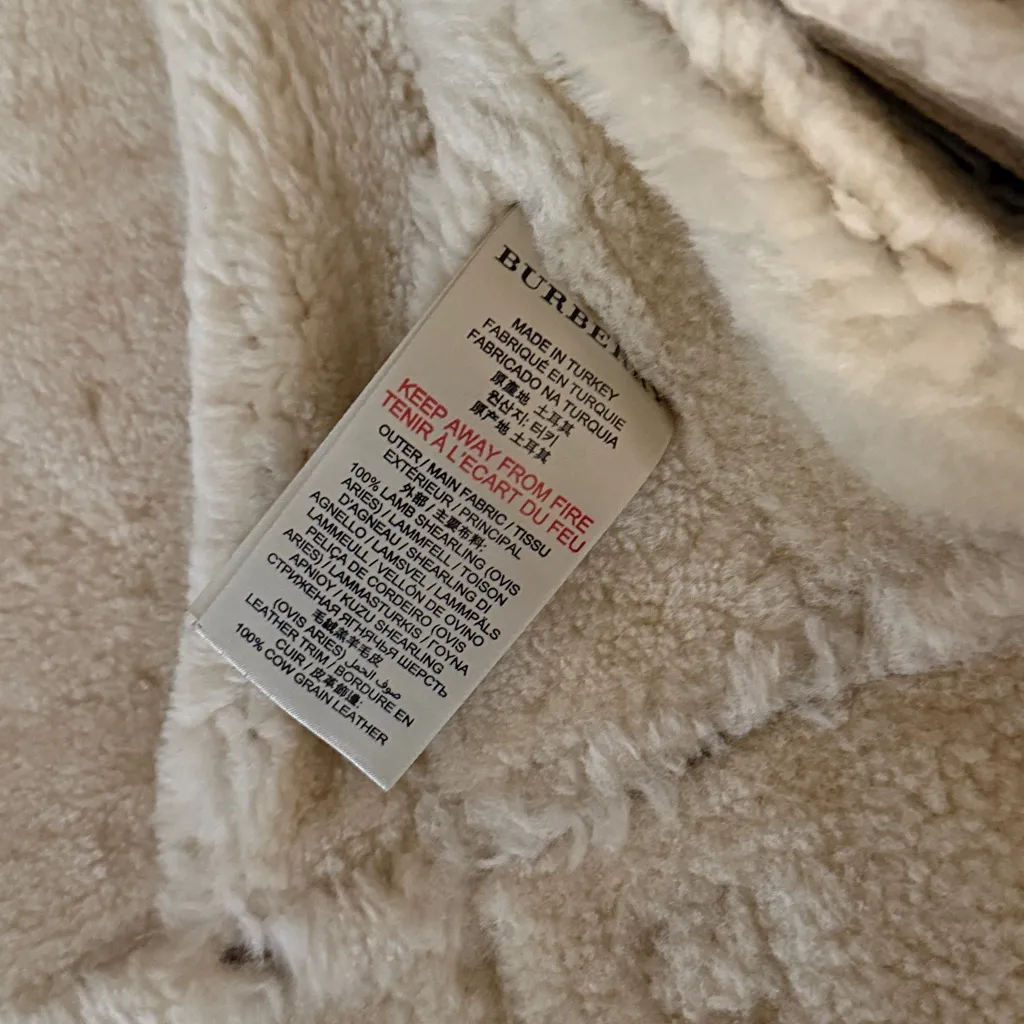 BURBERRY
MADE IN TURKEY
FABRIQUÉ EN TURQUIE
FABRICADO NA TURQUIA
原產地 土耳其
원산지: 터키
原产地 土耳其
KEEP AWAY FROM FIRE
TENIR À L'ECART DU FEU
OUTER / MAIN FABRIC / TISSU
EXTÉRIEUR / PRINCIPAL
外部 / 主要布料:
100% LAMB SHEARLING (OVIS
ARIES) / LAMMFELL / TOISON
D'AGNEAU / SHEARLING DI
AGNELLO / LAMSVEL / LAMMPÄLS
LAMMEULL / VELLÓN DE OVINO
PELIÇA DE CORDEIRO (OVIS
ARIES) / LAMMASTURKIS / ΓΟΥΝΑ
ΑΡΝΙΟΥ / KUZU SHEARLING
СТРИЖЕНАЯ ЯГНЯЧЬЯ ШЕРСТЬ
毛絨羔羊毛皮
(OVIS ARIES) صوف الحمل
LEATHER TRIM / BORDURE EN
CUIR / 皮革飾邊:
100% COW GRAIN LEATHER